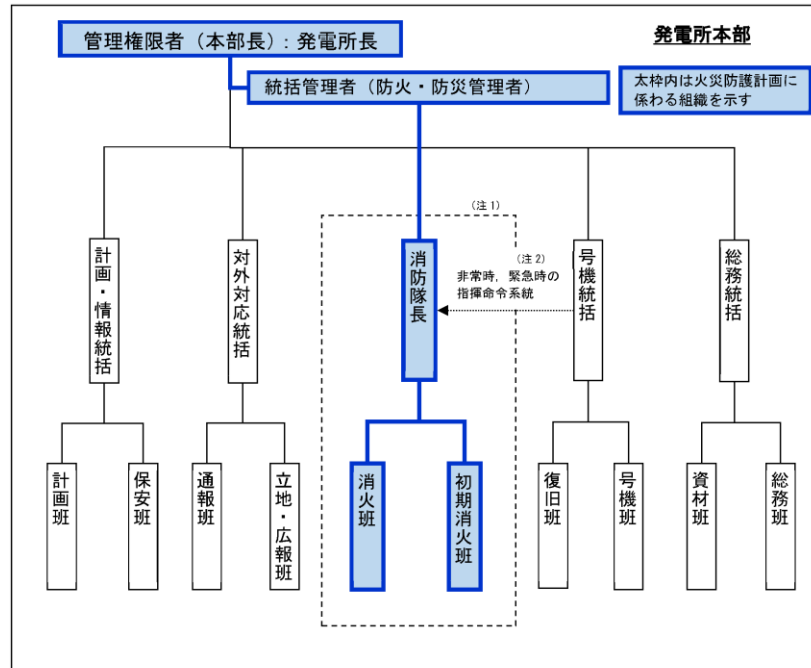 管理権限者（本部長）：発電所長
発電所本部
統括管理者（防火・防災管理者）
太枠内は火災防護計画に
係わる組織を示す
（注1）
計画・情報統括
対外対応統括
消防隊長
（注2）
非常時，緊急時の
指揮命令系統
号機統括
総務統括
計画班
保安班
通報班
立地・広報班
消火班
初期消火班
復旧班
号機班
資材班
総務班